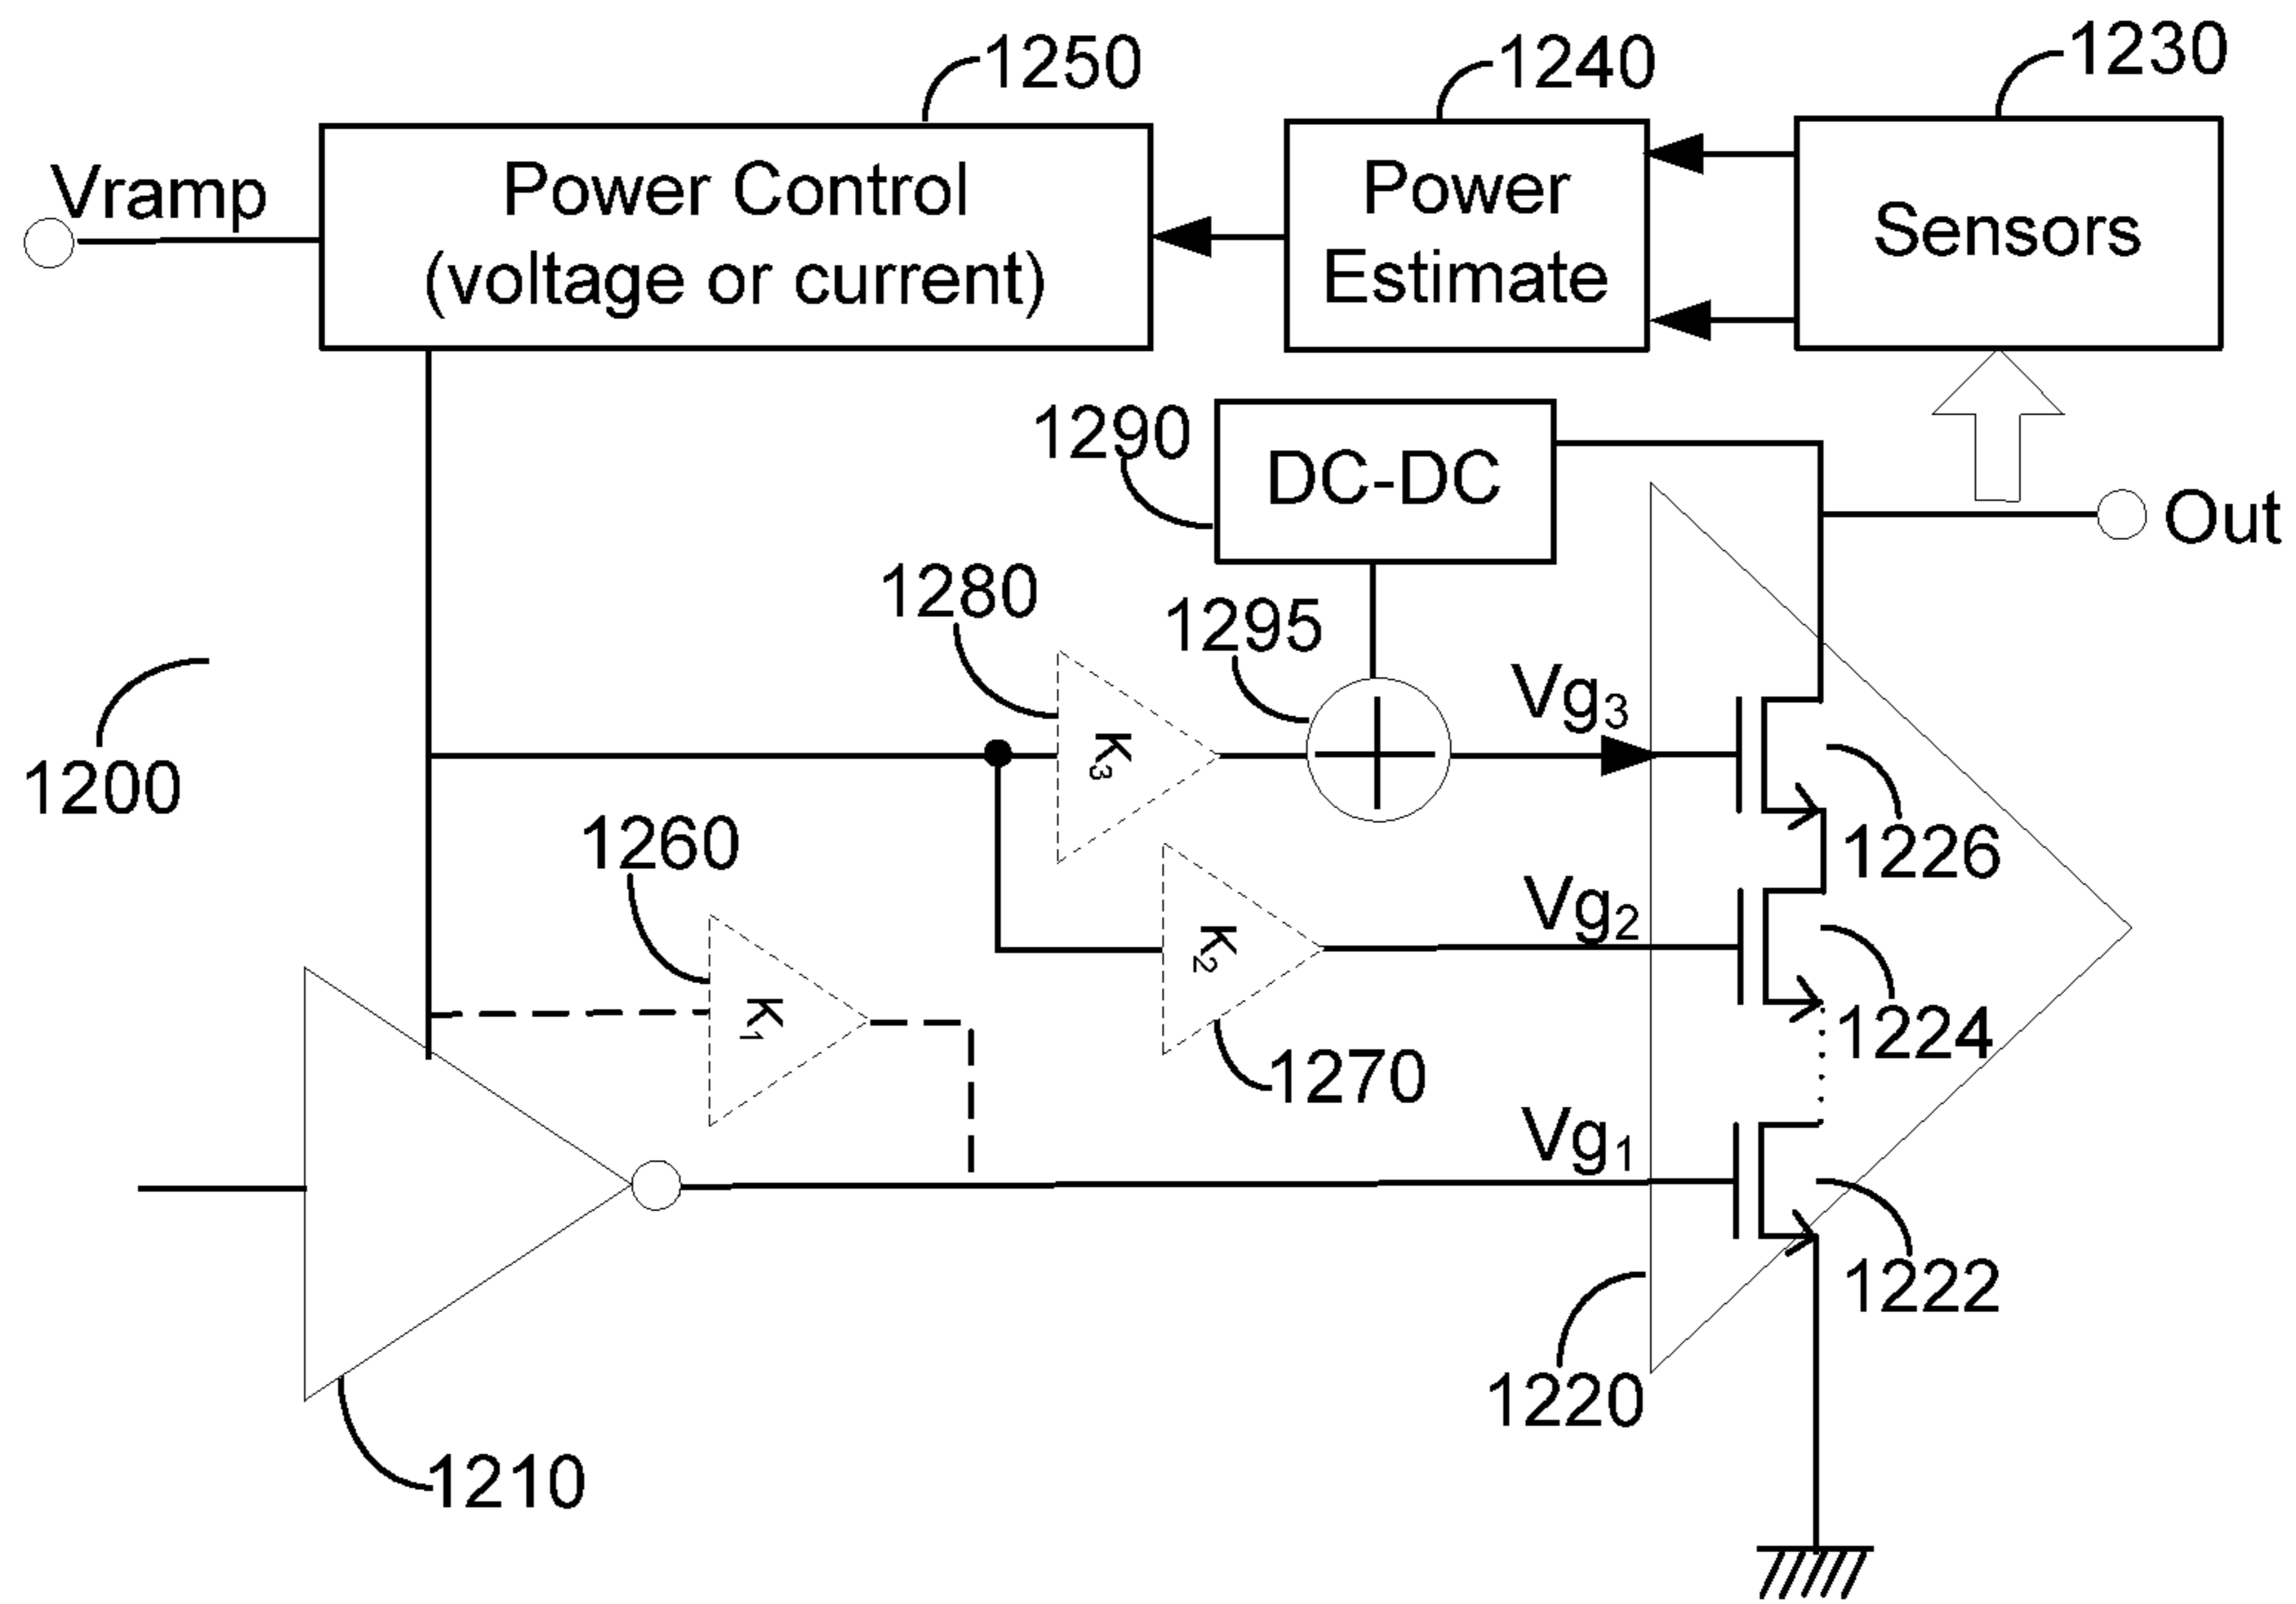 1250
1240
1230
Vramp
Power Control
(voltage or current)
Power
Estimate
Sensors
1290
DC-DC
Out
1280
1295
Vg3
K3
1200
1260
1226
Vg2
K2
K1
1224
1270
Vg1
1222
1220
1210